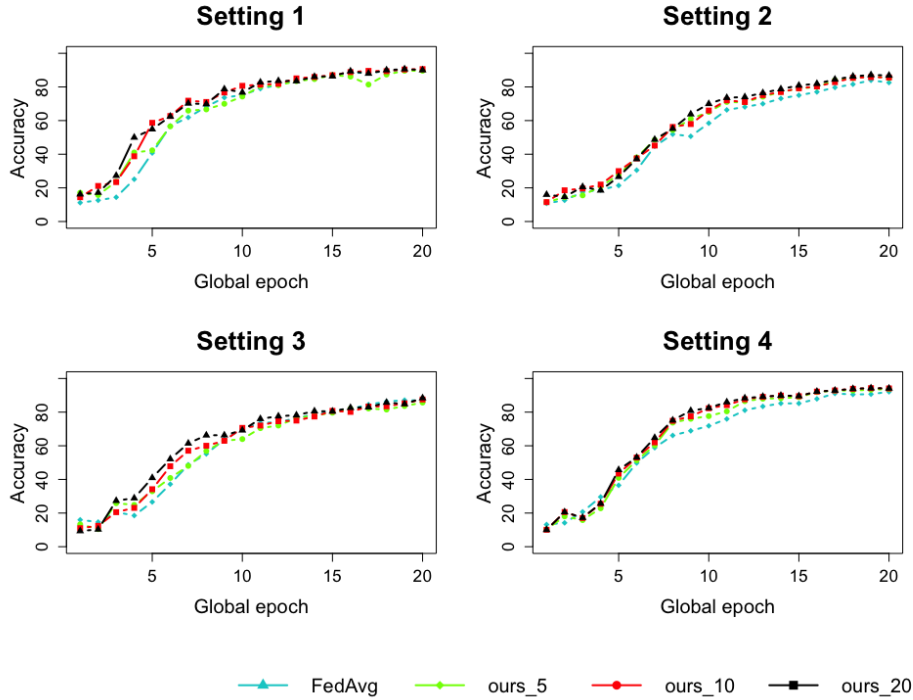 Setting 1
Accuracy
0 20 40 60 80
5 10 15 20
Global epoch
Setting 2
Accuracy
0 20 40 60 80
5 10 15 20
Global epoch
Setting 3
Accuracy
0 20 40 60 80
5 10 15 20
Global epoch
Setting 4
Accuracy
0 20 40 60 80
5 10 15 20
Global epoch
FedAvg ours_5 ours_10 ours_20